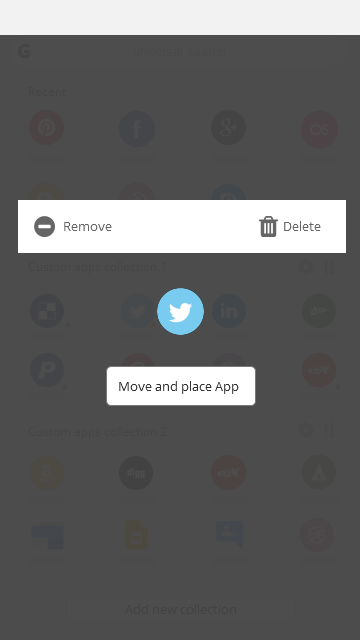 G
Recent
Remove
Delete
Custom apps collection 1
Move and place App
Custom apps collection 2
Add new collection